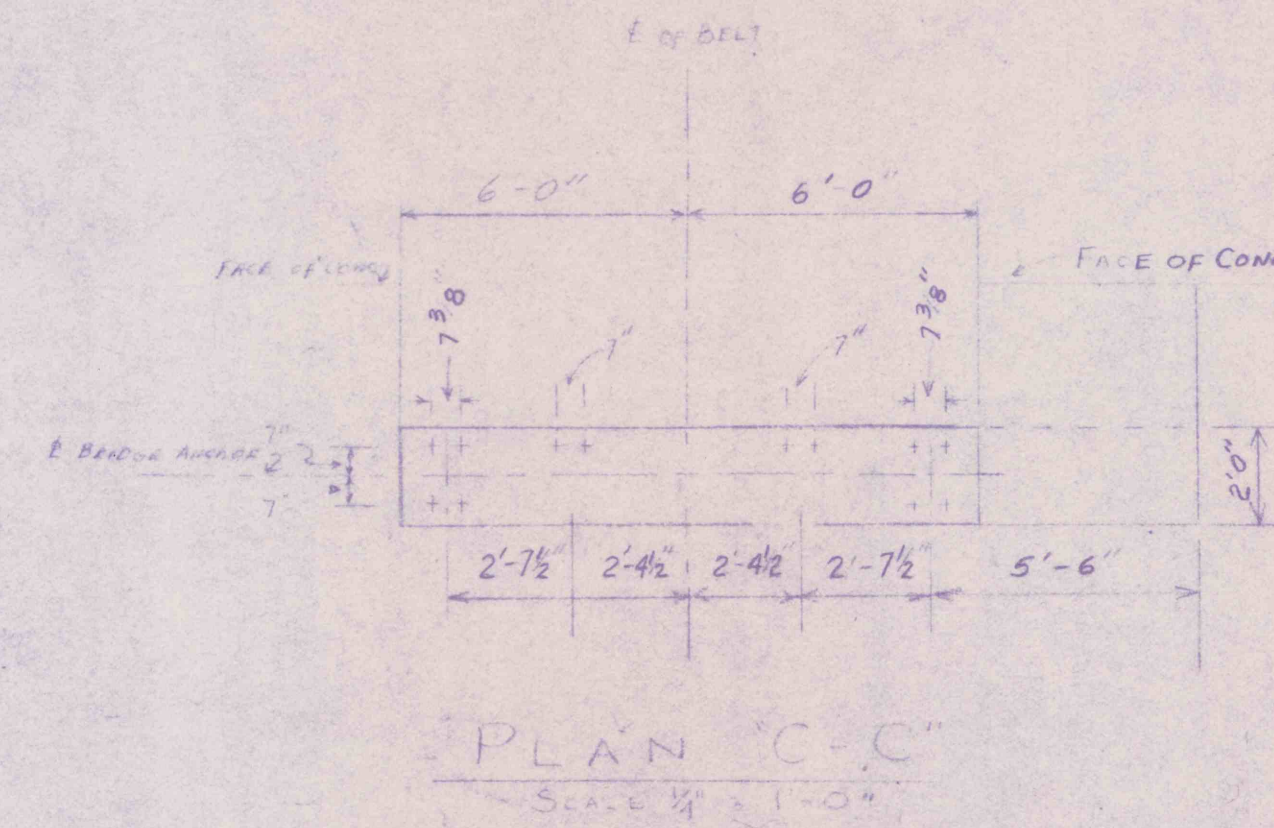 ℄ OF BELT
6-0" 6'-0"
FACE OF CONC
FACE OF CONC
7 3/8" 7" 7" 7 3/8"
℄ ANCHOR
7"
7"
2'0"
2'-7½" 2'-4½" 2'-4½" 2'-7½" 5'-6"
PLAN "C-C"
SCALE ¼" = 1'-0"